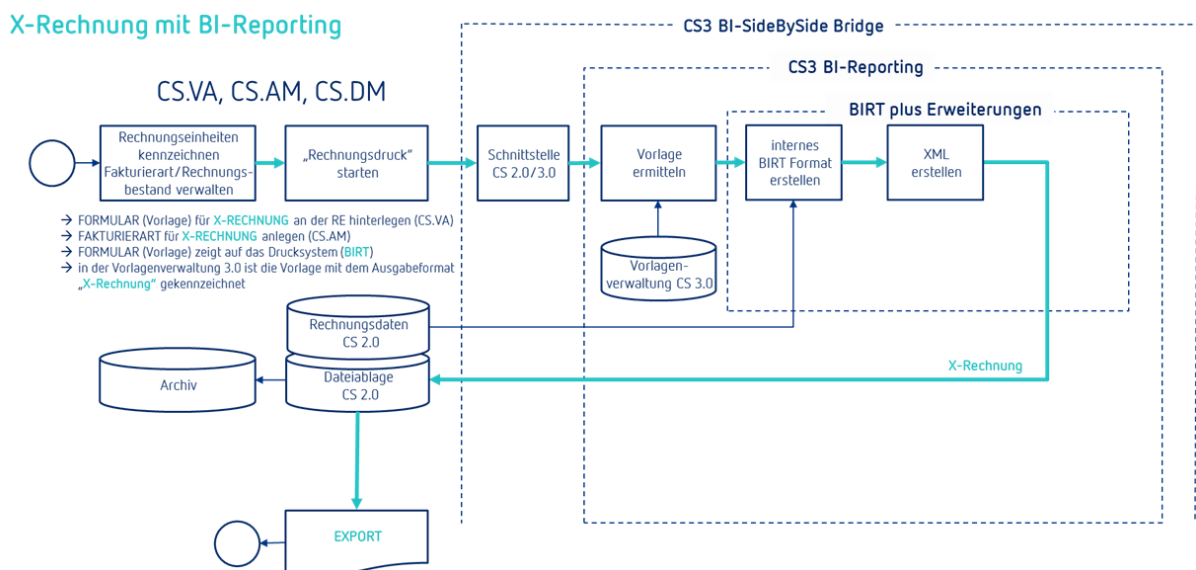 X-Rechnung mit BI-Reporting
CS3 BI-SideBySide Bridge
CS3 BI-Reporting
CS.VA, CS.AM, CS.DM
BIRT plus Erweiterungen
Rechnungseinheiten
kennzeichnen
Fakturierart/Rechnungs-
bestand verwalten
„Rechnungsdruck“
starten
Schnittstelle
CS 2.0/3.0
Vorlage
ermitteln
internes
BIRT Format
erstellen
XML
erstellen
→ FORMULAR (Vorlage) für X-RECHNUNG an der RE hinterlegen (CS.VA)
→ FAKTURIERART für X-RECHNUNG anlegen (CS.AM)
→ FORMULAR (Vorlage) zeigt auf das Drucksystem (BIRT)
→ in der Vorlagenverwaltung 3.0 ist die Vorlage mit dem Ausgabeformat
„X-Rechnung“ gekennzeichnet
Vorlagen-
verwaltung CS 3.0
Rechnungsdaten
CS 2.0
Archiv
Dateiablage
CS 2.0
X-Rechnung
EXPORT